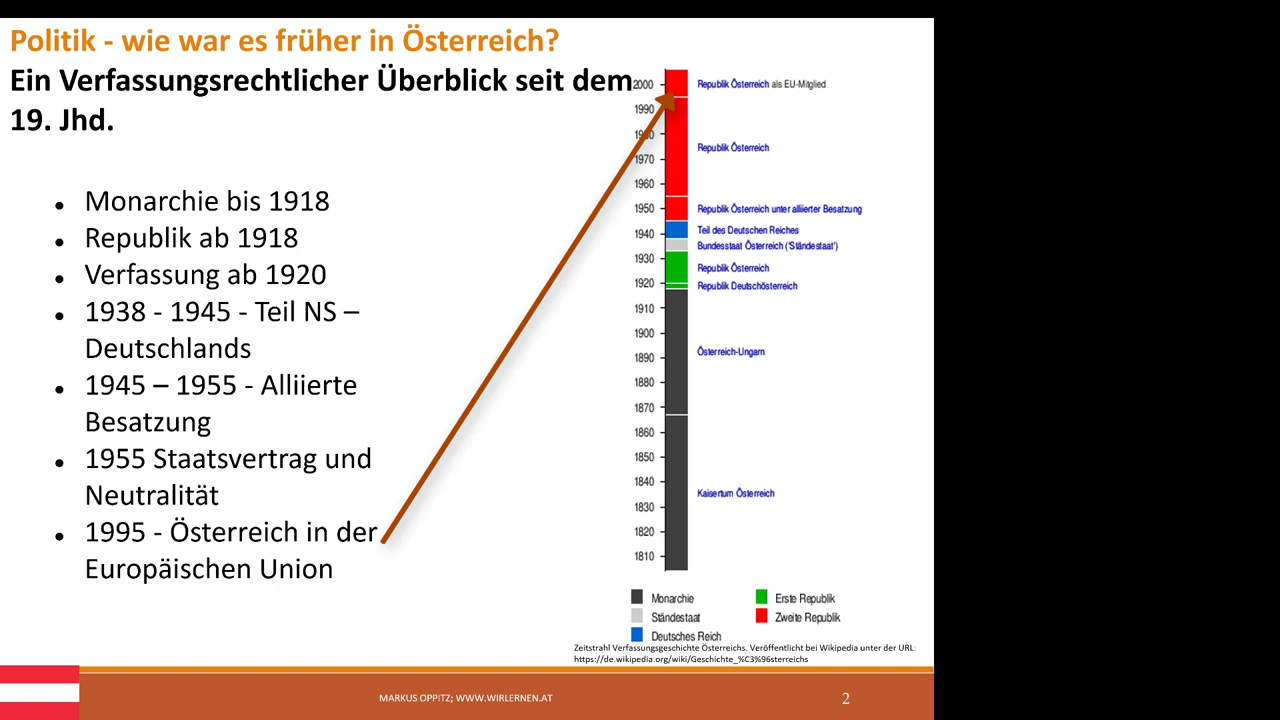 Politik - wie war es früher in Österreich?
Ein Verfassungsrechtlicher Überblick seit dem
19. Jhd.
Monarchie bis 1918
Republik ab 1918
Verfassung ab 1920
1938 - 1945 - Teil NS –
Deutschlands
1945 – 1955 - Alliierte
Besatzung
1955 Staatsvertrag und
Neutralität
1995 - Österreich in der
Europäischen Union
2000 Republik Österreich als EU-Mitglied
1990
1980
1970 Republik Österreich
1960
1950 Republik Österreich unter alliierter Besatzung
1940 Teil des Deutschen Reiches
Bundesstaat Österreich ('Ständestaat')
1930 Republik Österreich
1920 Republik Deutschösterreich
1910
1900
1890 Österreich-Ungarn
1880
1870
1860
1850
1840 Kaisertum Österreich
1830
1820
1810
Monarchie Erste Republik
Ständestaat Zweite Republik
Deutsches Reich
Zeitstrahl Verfassungsgeschichte Österreichs. Veröffentlicht bei Wikipedia unter der URL:
https://de.wikipedia.org/wiki/Geschichte_%C3%96sterreichs
MARKUS OPPITZ; WWW.WIRLERNEN.AT 2